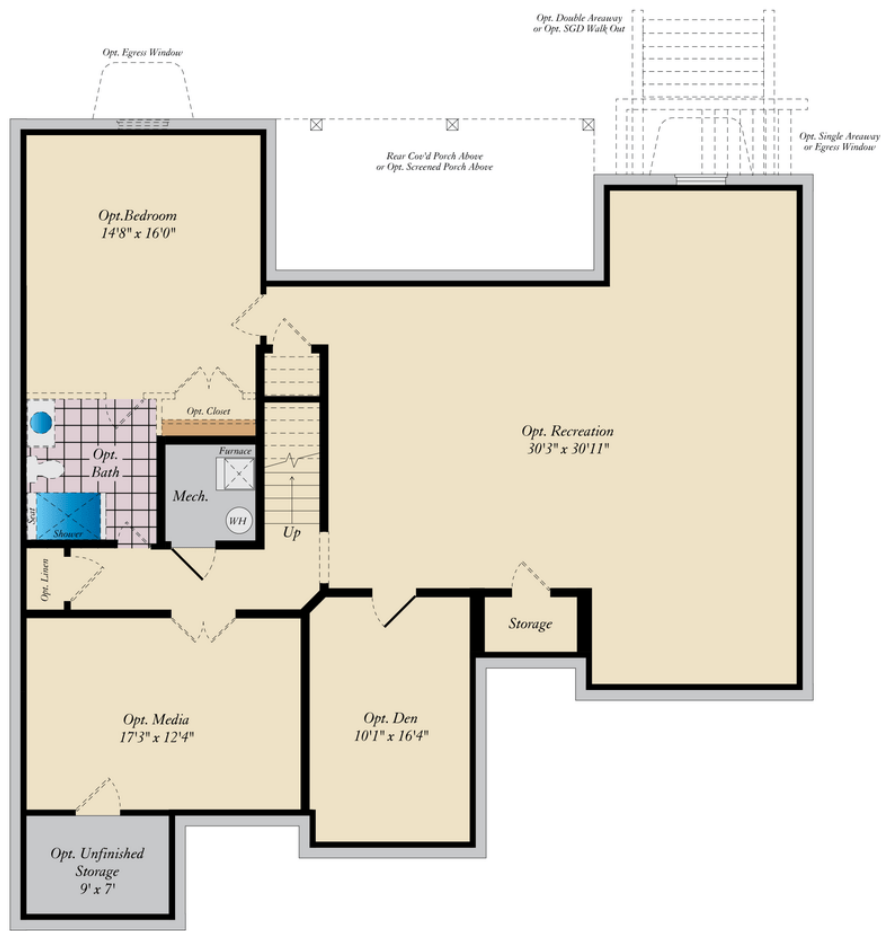 Opt. Double Areaway
or Opt. SGD Walk Out
Opt. Egress Window
Opt. Single Areaway
or Egress Window
Rear Cov'd Porch Above
or Opt. Screened Porch Above
Opt.Bedroom
14'8" x 16'0"
Opt. Closet
Opt. Recreation
30'3" x 30'11"
Opt.
Bath
Furnace
Mech.
WH
Seat
Shower
Up
Opt. Linen
Storage
Opt. Media
17'3" x 12'4"
Opt. Den
10'1" x 16'4"
Opt. Unfinished
Storage
9' x 7'